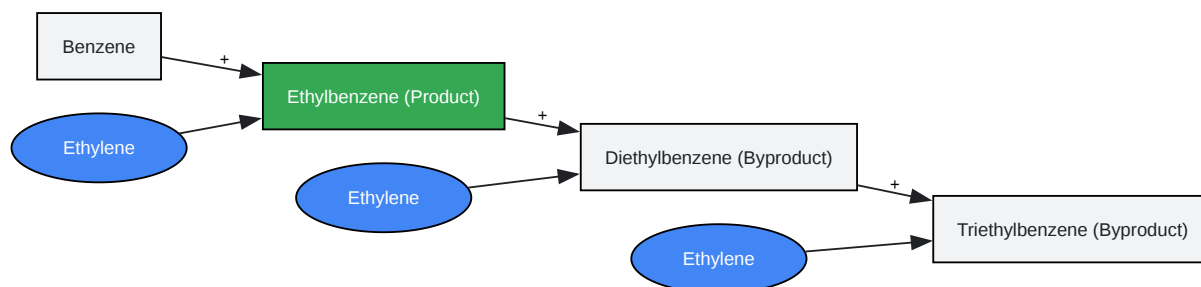 Benzene
+
Ethylbenzene (Product)
Ethylene
+
Diethylbenzene (Byproduct)
Ethylene
+
Triethylbenzene (Byproduct)
Ethylene